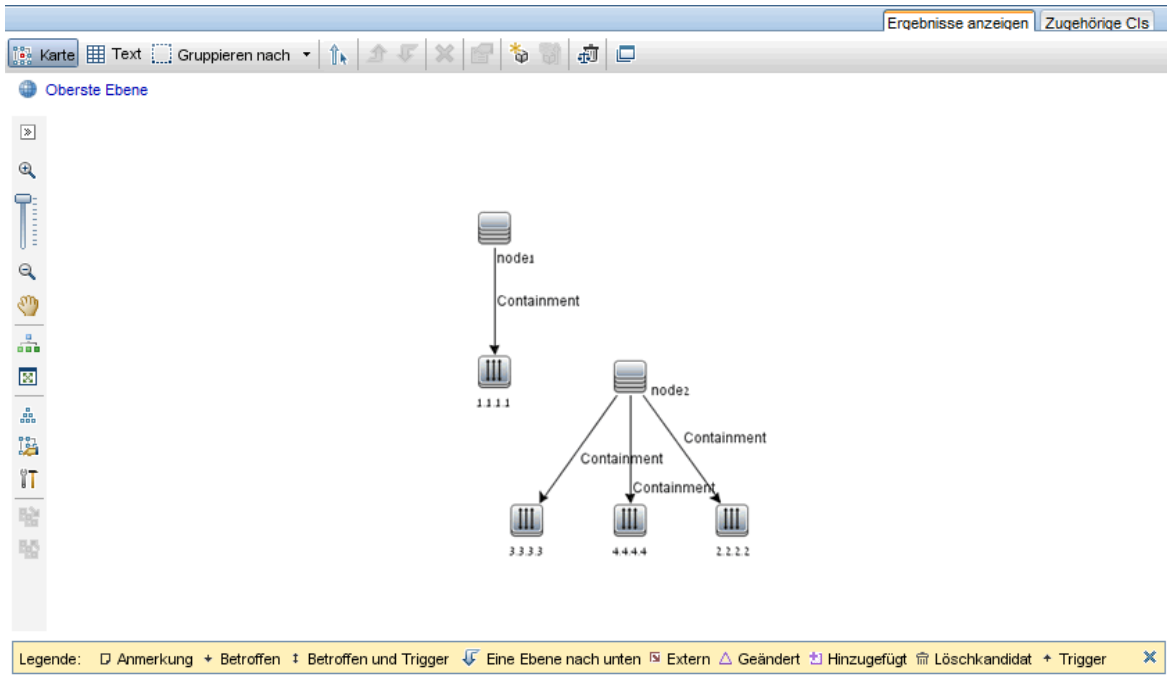 Ergebnisse anzeigen Zugehörige CIs
Karte Text Gruppieren nach
Oberste Ebene
node1
Containment
1.1.1.1
node2
Containment
Containment
Containment
3.3.3.3 4.4.4.4 2.2.2.2
Legende: Anmerkung Betroffen Betroffen und Trigger Eine Ebene nach unten Extern Geändert Hinzugefügt Löschkandidat Trigger